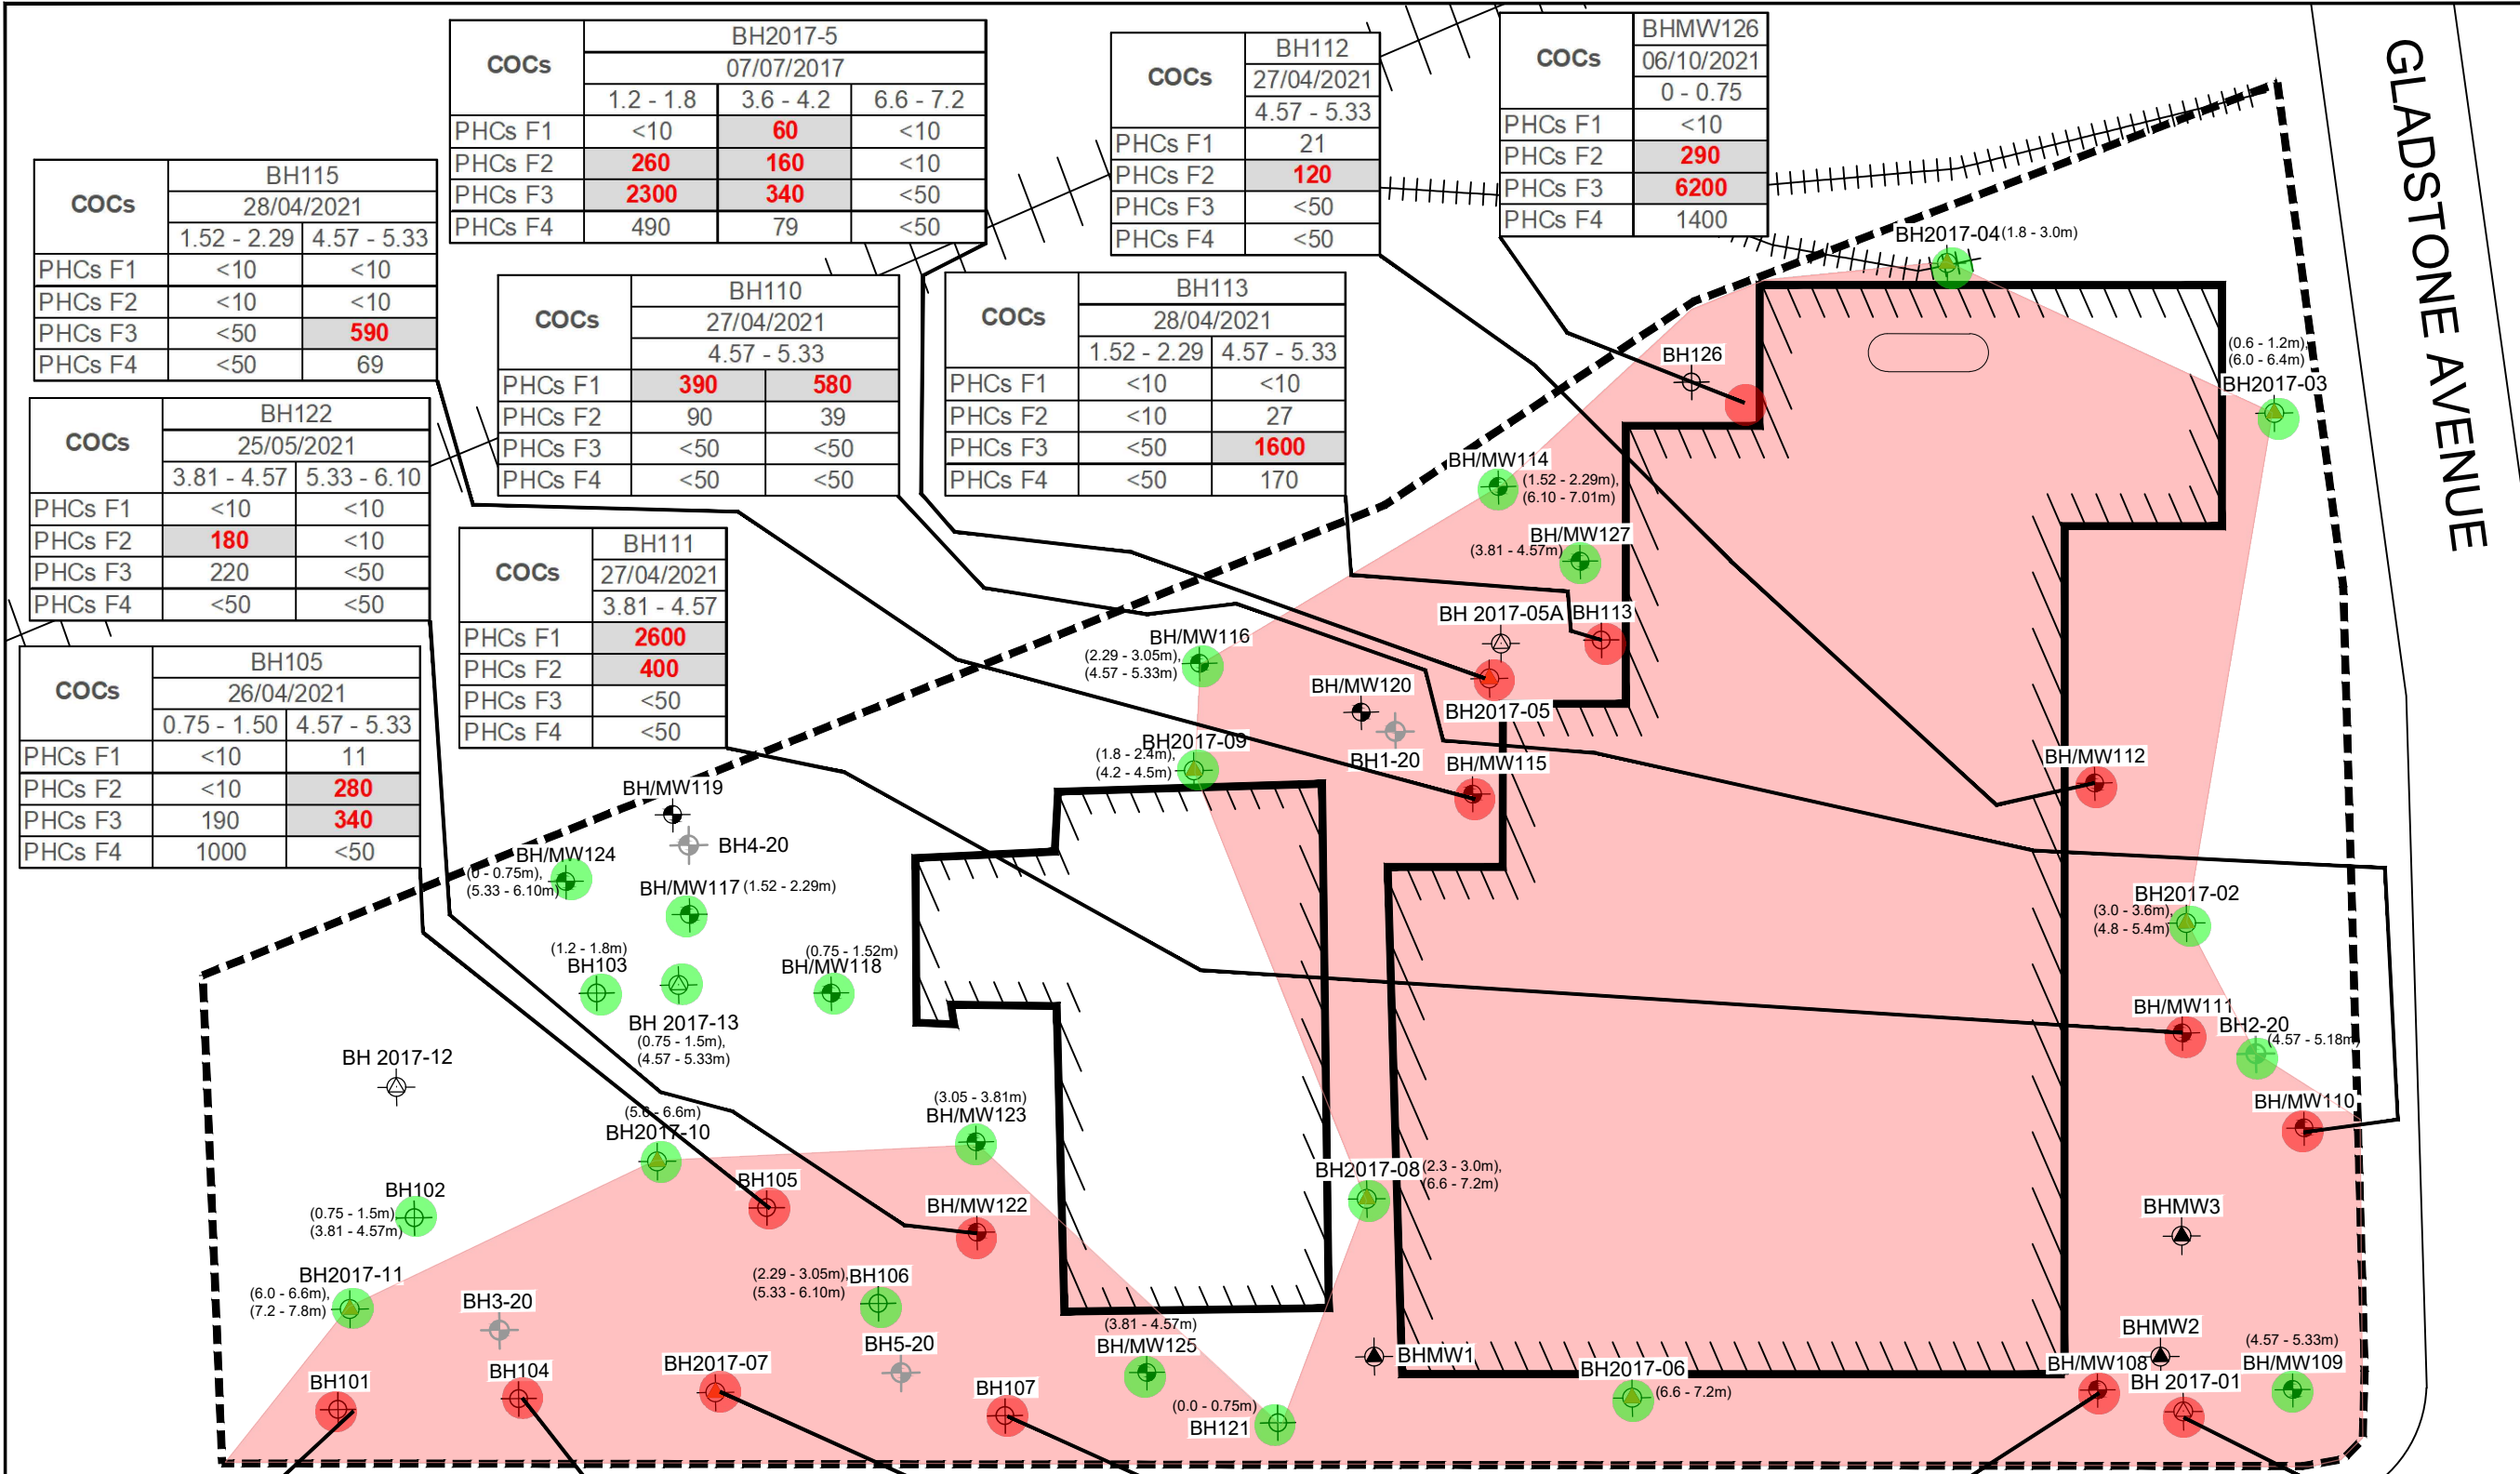 COCs BH2017-5
07/07/2017
1.2 - 1.8 3.6 - 4.2 6.6 - 7.2
PHCs F1 <10 60 <10
PHCs F2 260 160 <10
PHCs F3 2300 340 <50
PHCs F4 490 79 <50
COCs BH112
27/04/2021
4.57 - 5.33
PHCs F1 21
PHCs F2 120
PHCs F3 <50
PHCs F4 <50
COCs BHMW126
06/10/2021
0 - 0.75
PHCs F1 <10
PHCs F2 290
PHCs F3 6200
PHCs F4 1400
GLADSTONE AVENUE
COCs BH115
28/04/2021
1.52 - 2.29 4.57 - 5.33
PHCs F1 <10 <10
PHCs F2 <10 <10
PHCs F3 <50 590
PHCs F4 <50 69
COCs BH110
27/04/2021
4.57 - 5.33
PHCs F1 390 580
PHCs F2 90 39
PHCs F3 <50 <50
PHCs F4 <50 <50
COCs BH113
28/04/2021
1.52 - 2.29 4.57 - 5.33
PHCs F1 <10 <10
PHCs F2 <10 27
PHCs F3 <50 1600
PHCs F4 <50 170
COCs BH122
25/05/2021
3.81 - 4.57 5.33 - 6.10
PHCs F1 <10 <10
PHCs F2 180 <10
PHCs F3 220 <50
PHCs F4 <50 <50
COCs BH111
27/04/2021
3.81 - 4.57
PHCs F1 2600
PHCs F2 400
PHCs F3 <50
PHCs F4 <50
COCs BH105
26/04/2021
0.75 - 1.50 4.57 - 5.33
PHCs F1 <10 11
PHCs F2 <10 280
PHCs F3 190 340
PHCs F4 1000 <50
BH2017-04 (1.8 - 3.0m)
(0.6 - 1.2m),
(6.0 - 6.4m)
BH2017-03
BH126
BH/MW114
(1.52 - 2.29m),
(6.10 - 7.01m)
BH/MW127
(3.81 - 4.57m)
BH 2017-05A
BH113
BH/MW116
(2.29 - 3.05m),
(4.57 - 5.33m)
BH/MW120
BH2017-05
BH2017-09
(1.8 - 2.4m),
(4.2 - 4.5m)
BH1-20
BH/MW115
BH/MW112
BH/MW119
BH4-20
BH/MW124
(0 - 0.75m),
(5.33 - 6.10m)
BH/MW117 (1.52 - 2.29m)
BH2017-02
(3.0 - 3.6m),
(4.8 - 5.4m)
(1.2 - 1.8m)
BH103
(0.75 - 1.52m)
BH/MW118
BH 2017-13
(0.75 - 1.5m),
(4.57 - 5.33m)
BH/MW111
BH2-20
(4.57 - 5.18m)
BH 2017-12
BH/MW110
(3.05 - 3.81m)
BH/MW123
6.6m)
BH2017-10
BH2017-08 (2.3 - 3.0m),
(6.6 - 7.2m)
BH105
BH102
(0.75 - 1.5m),
(3.81 - 4.57m)
BH/MW122
BHMW3
BH2017-11
(6.0 - 6.6m),
(7.2 - 7.8m)
(2.29 - 3.05m), BH106
(5.33 - 6.10m)
BH3-20
BH5-20
(3.81 - 4.57m)
BH/MW125
BHMW1
BHMW2
(4.57 - 5.33m)
BH/MW109
BH/MW108
BH 2017-01
BH2017-06
(6.6 - 7.2m)
BH101
BH104
BH2017-07
BH107
(0.0 - 0.75m)
BH121